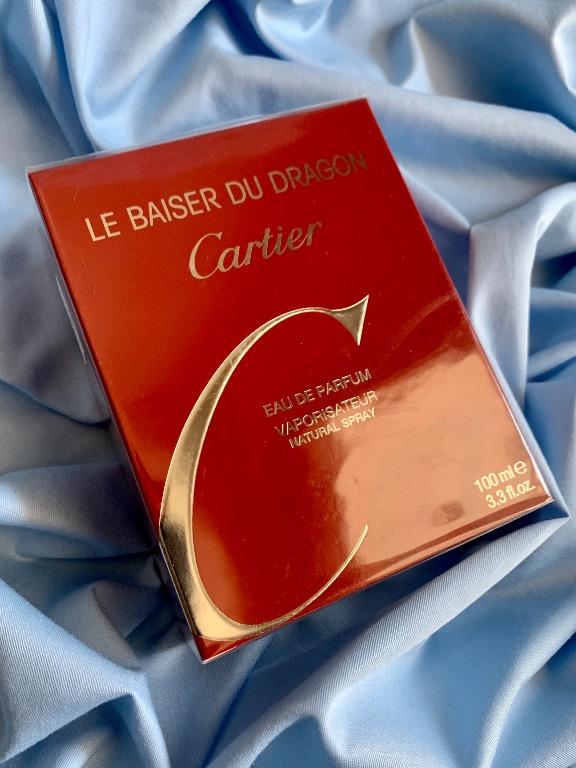 LE BAISER DU DRAGON
Cartier
C
EAU DE PARFUM
VAPORISATEUR
NATURAL SPRAY
100 ml e
3.3 fl.oz.